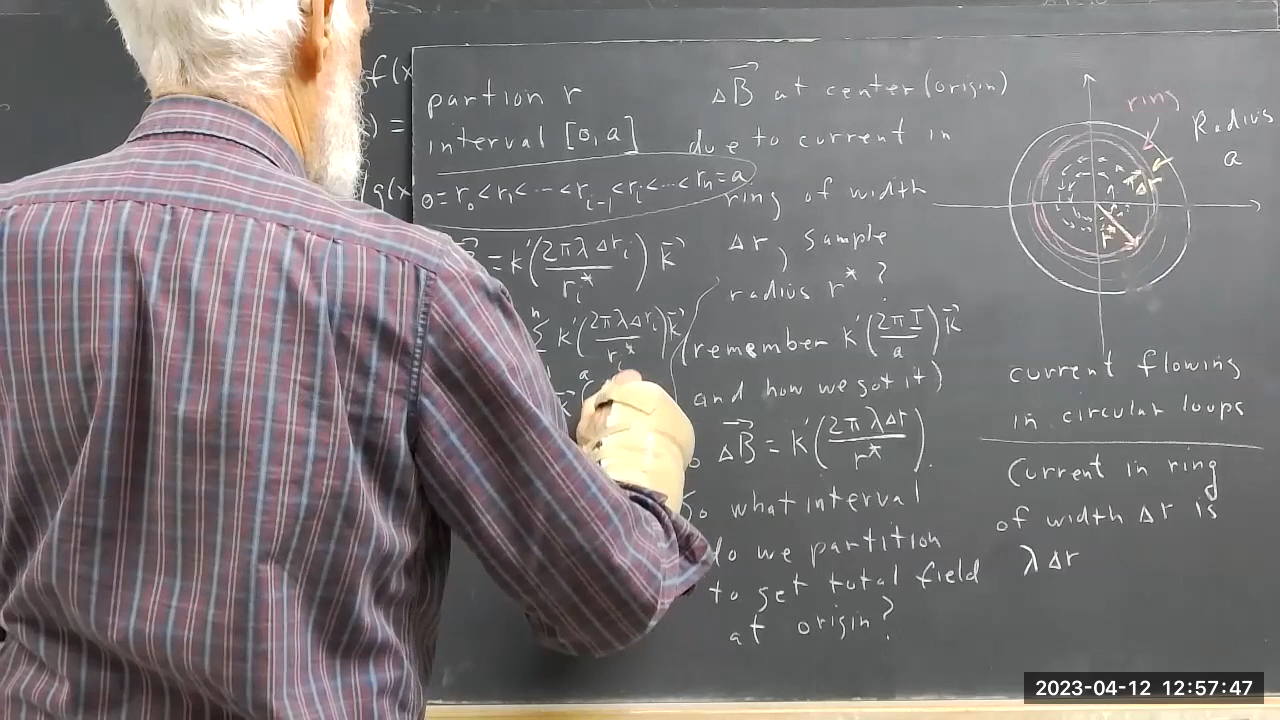 f(x
) =
g(x
partion r
interval [0,a]
0=r₀<r₁<---<rᵢ₋₁<rᵢ<...<rₙ=a
= k'(2πλΔrᵢ / rᵢ*) k⃗
Σ k'(2πλΔrᵢ / rᵢ*) k⃗
n
a
k⃗
ΔB⃗ at center (origin)
due to current in
ring of width
Δr, sample
radius r* ?
(remember k'(2πI / a) k⃗
and how we got it)
ΔB⃗ = k'(2πλΔr / r*).
So what interval
do we partition
to get total field
at origin?
ring
Radius
a
Δr
r*
current flowing
in circular loops
Current in ring
of width Δr is
λΔr
2023-04-12 12:57:47